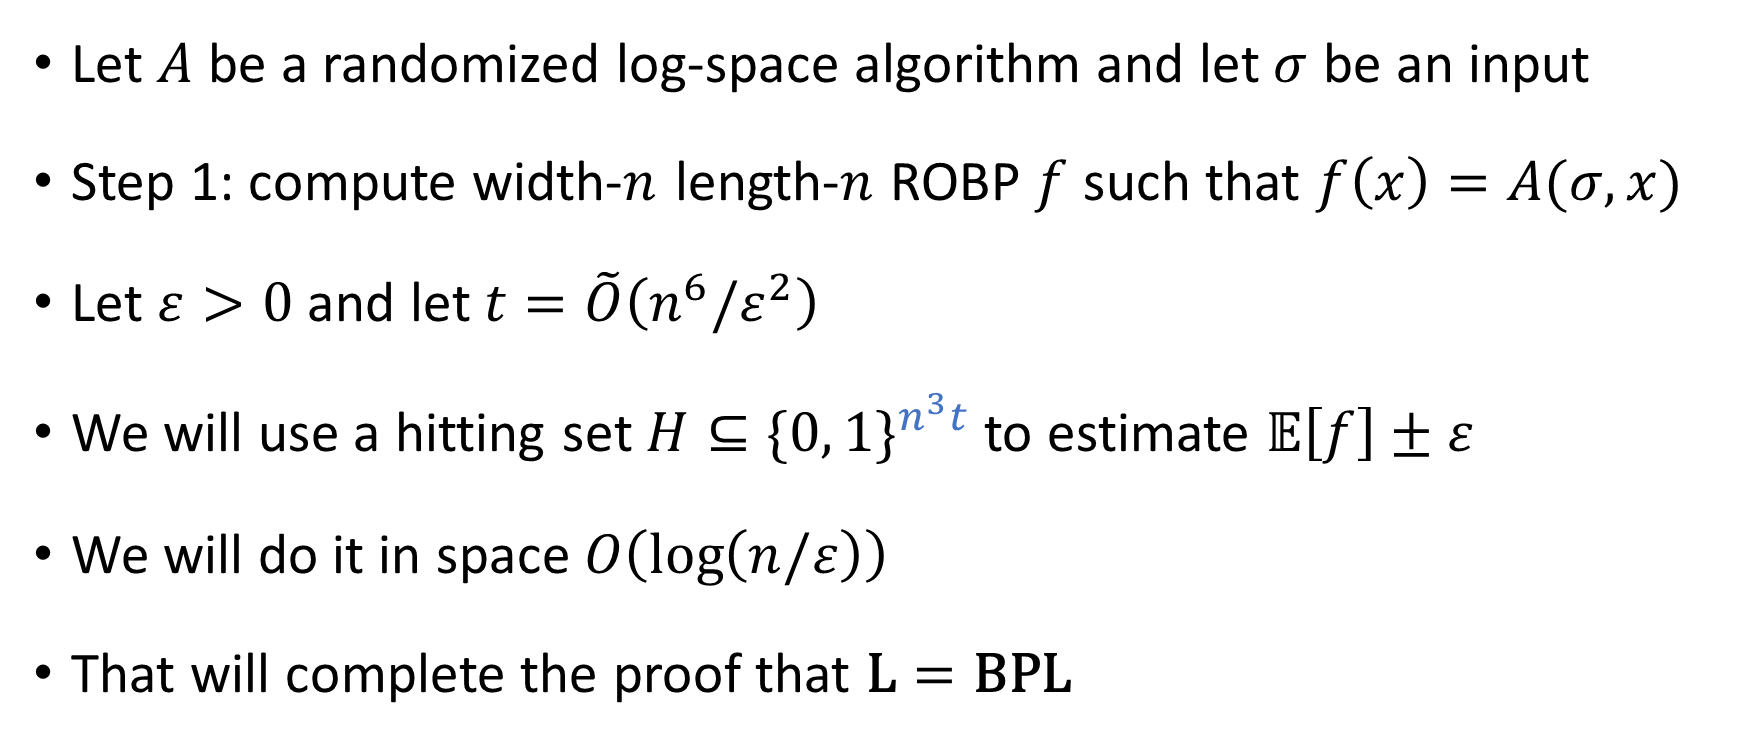 • Let A be a randomized log-space algorithm and let σ be an input
• Step 1: compute width-n length-n ROBP f such that f(x) = A(σ, x)
• Let ε > 0 and let t = Õ(n⁶/ε²)
• We will use a hitting set H ⊆ {0, 1}^{n³t} to estimate 𝔼[f] ± ε
• We will do it in space O(log(n/ε))
• That will complete the proof that L = BPL